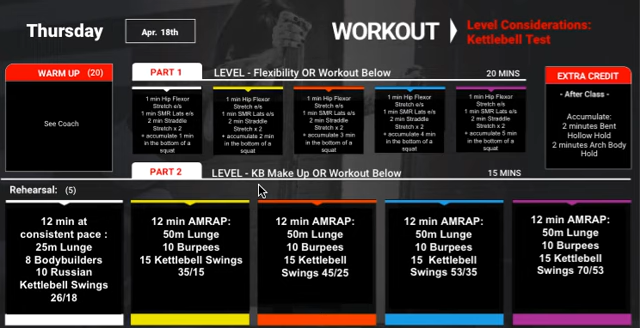 Thursday
Apr. 18th
WORKOUT
Level Considerations:
Kettlebell Test
WARM UP (20)
See Coach
PART 1
LEVEL - Flexibility OR Workout Below
20 MINS
1 min Hip Flexor
Stretch e/s
1 min SMR Lats e/s
2 min Straddle
Stretch x 2
+ accumulate 1 min
in the bottom of a
squat
1 min Hip Flexor
Stretch e/s
1 min SMR Lats e/s
2 min Straddle
Stretch x 2
+ accumulate 2 min
in the bottom of a
squat
1 min Hip Flexor
Stretch e/s
1 min SMR Lats e/s
2 min Straddle
Stretch x 2
+ accumulate 3 min
in the bottom of a
squat
1 min Hip Flexor
Stretch e/s
1 min SMR Lats e/s
2 min Straddle
Stretch x 2
+ accumulate 4 min
in the bottom of a
squat
1 min Hip Flexor
Stretch e/s
1 min SMR Lats e/s
2 min Straddle
Stretch x 2
+ accumulate 5 min
in the bottom of a
squat
EXTRA CREDIT
- After Class -
Accumulate:
2 minutes Bent
Hollow Hold
2 minutes Arch Body
Hold
PART 2
LEVEL - KB Make Up OR Workout Below
15 MINS
Rehearsal: (5)
12 min at
consistent pace :
25m Lunge
8 Bodybuilders
10 Russian
Kettlebell Swings
26/18
12 min AMRAP:
50m Lunge
10 Burpees
15 Kettlebell Swings
35/15
12 min AMRAP:
50m Lunge
10 Burpees
15 Kettlebell
Swings 45/25
12 min AMRAP:
50m Lunge
10 Burpees
15 Kettlebell
Swings 53/35
12 min AMRAP:
50m Lunge
10 Burpees
15 Kettlebell
Swings 70/53